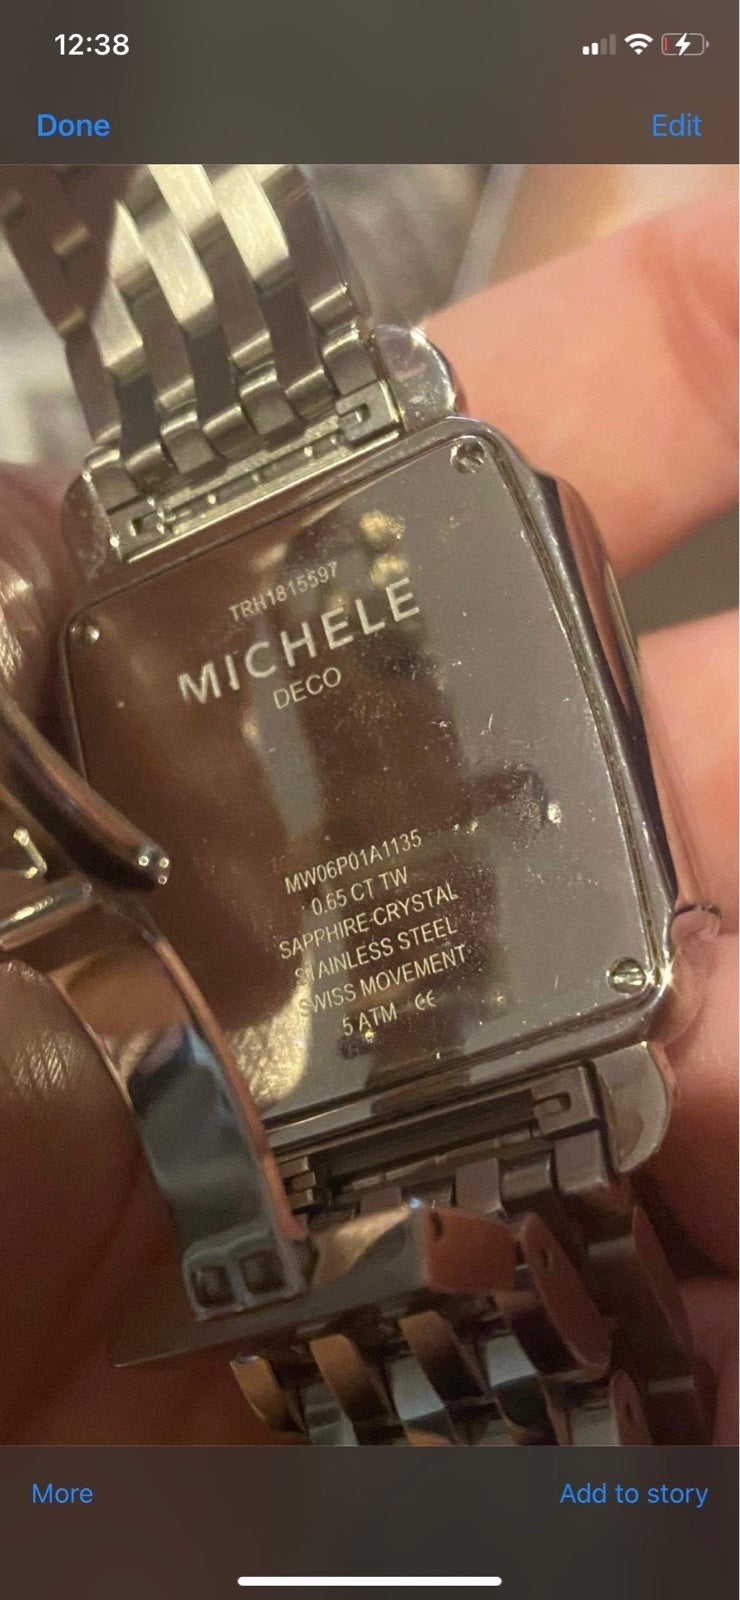 12:38
Done
Edit
TRH1815597
MICHELE
DECO
MW06P01A1135
0.65 CT TW
SAPPHIRE-CRYSTAL
STAINLESS STEEL
SWISS MOVEMENT
5 ATM CE
More
Add to story